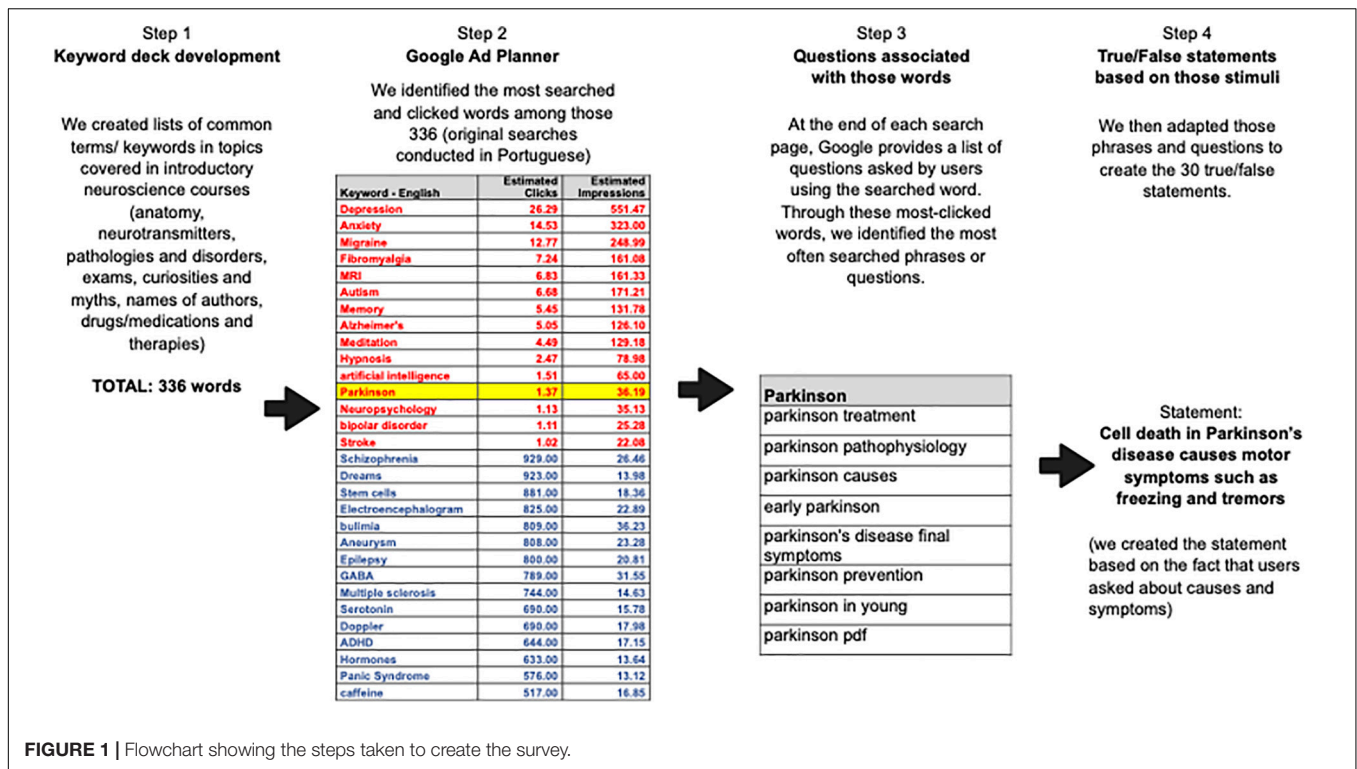 Step 1
Keyword deck development
We created lists of common
terms/ keywords in topics
covered in introductory
neuroscience courses
(anatomy,
neurotransmitters,
pathologies and disorders,
exams, curiosities and
myths, names of authors,
drugs/medications and
therapies)
TOTAL: 336 words
Step 2
Google Ad Planner
We identified the most searched
and clicked words among those
336 (original searches
conducted in Portuguese)
Keyword - English Estimated Clicks Estimated Impressions
Depression 26.29 551.47
Anxiety 14.53 323.00
Migraine 12.77 248.99
Fibromyalgia 7.24 161.08
MRI 6.83 161.33
Autism 6.68 171.21
Memory 5.45 131.78
Alzheimer's 5.05 126.10
Meditation 4.49 129.18
Hypnosis 2.47 78.98
artificial intelligence 1.51 65.00
Parkinson 1.37 36.19
Neuropsychology 1.13 35.13
bipolar disorder 1.11 25.28
Stroke 1.02 22.08
Schizophrenia 929.00 26.46
Dreams 923.00 13.98
Stem cells 881.00 18.36
Electroencephalogram 825.00 22.89
bulimia 809.00 36.23
Aneurysm 808.00 23.28
Epilepsy 800.00 20.81
GABA 789.00 31.55
Multiple sclerosis 744.00 14.63
Serotonin 690.00 15.78
Doppler 690.00 17.98
ADHD 644.00 17.15
Hormones 633.00 13.64
Panic Syndrome 576.00 13.12
caffeine 517.00 16.85
Step 3
Questions associated
with those words
At the end of each search
page, Google provides a list of
questions asked by users
using the searched word.
Through these most-clicked
words, we identified the most
often searched phrases or
questions.
Parkinson
parkinson treatment
parkinson pathophysiology
parkinson causes
early parkinson
parkinson's disease final
symptoms
parkinson prevention
parkinson in young
parkinson pdf
Step 4
True/False statements
based on those stimuli
We then adapted those
phrases and questions to
create the 30 true/false
statements.
Statement:
Cell death in Parkinson's
disease causes motor
symptoms such as
freezing and tremors
(we created the statement
based on the fact that users
asked about causes and
symptoms)
FIGURE 1 | Flowchart showing the steps taken to create the survey.